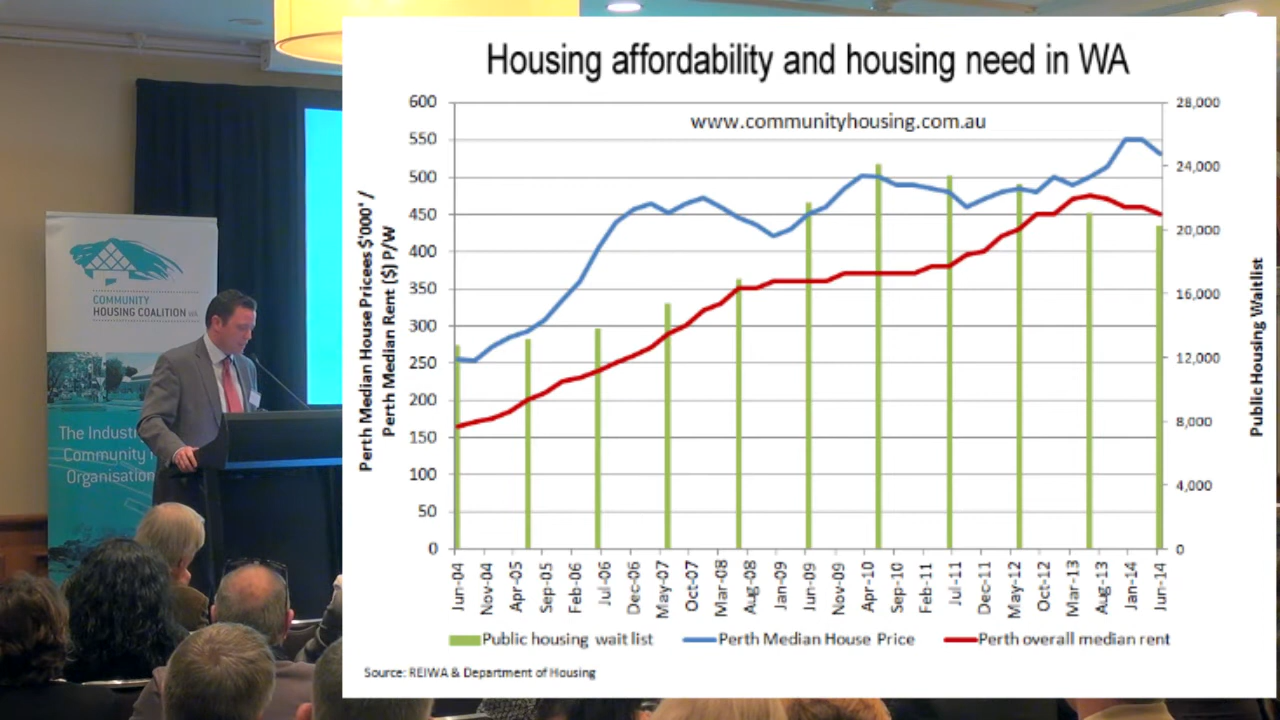 Housing affordability and housing need in WA
www.communityhousing.com.au
Perth Median House Pricees $'000' /
Perth Median Rent ($) P/W
600
550
500
450
400
350
300
250
200
150
100
50
0
28,000
24,000
20,000
16,000
12,000
8,000
4,000
0
Public Housing Waitlist
Jun-04
Nov-04
Apr-05
Sep-05
Feb-06
Jul-06
Dec-06
May-07
Oct-07
Mar-08
Aug-08
Jan-09
Jun-09
Nov-09
Apr-10
Sep-10
Feb-11
Jul-11
Dec-11
May-12
Oct-12
Mar-13
Aug-13
Jan-14
Jun-14
Public housing wait list
Perth Median House Price
Perth overall median rent
Source: REIWA & Department of Housing
COMMUNITY
HOUSING COALITION
The Industr
Community
Organisation